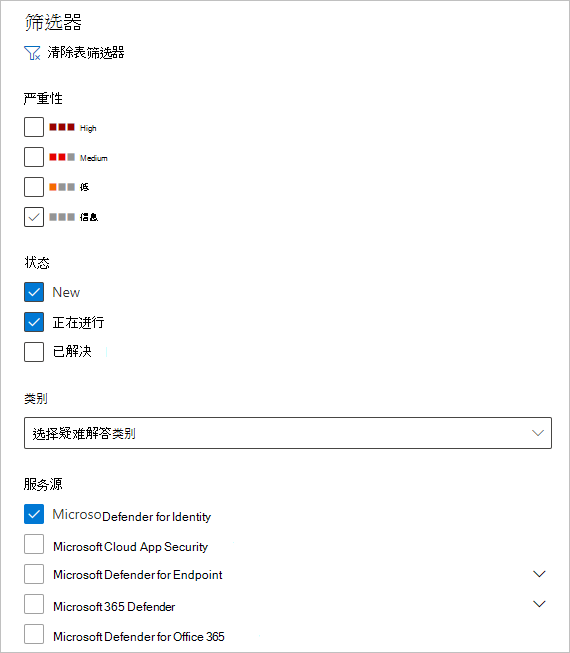 筛选器
清除表筛选器
严重性
High
Medium
低
信息
状态
New
正在进行
已解决
类别
选择疑难解答类别
服务源
MicrosoDefender for Identity
Microsoft Cloud App Security
Microsoft Defender for Endpoint
Microsoft 365 Defender
Microsoft Defender for Office 365